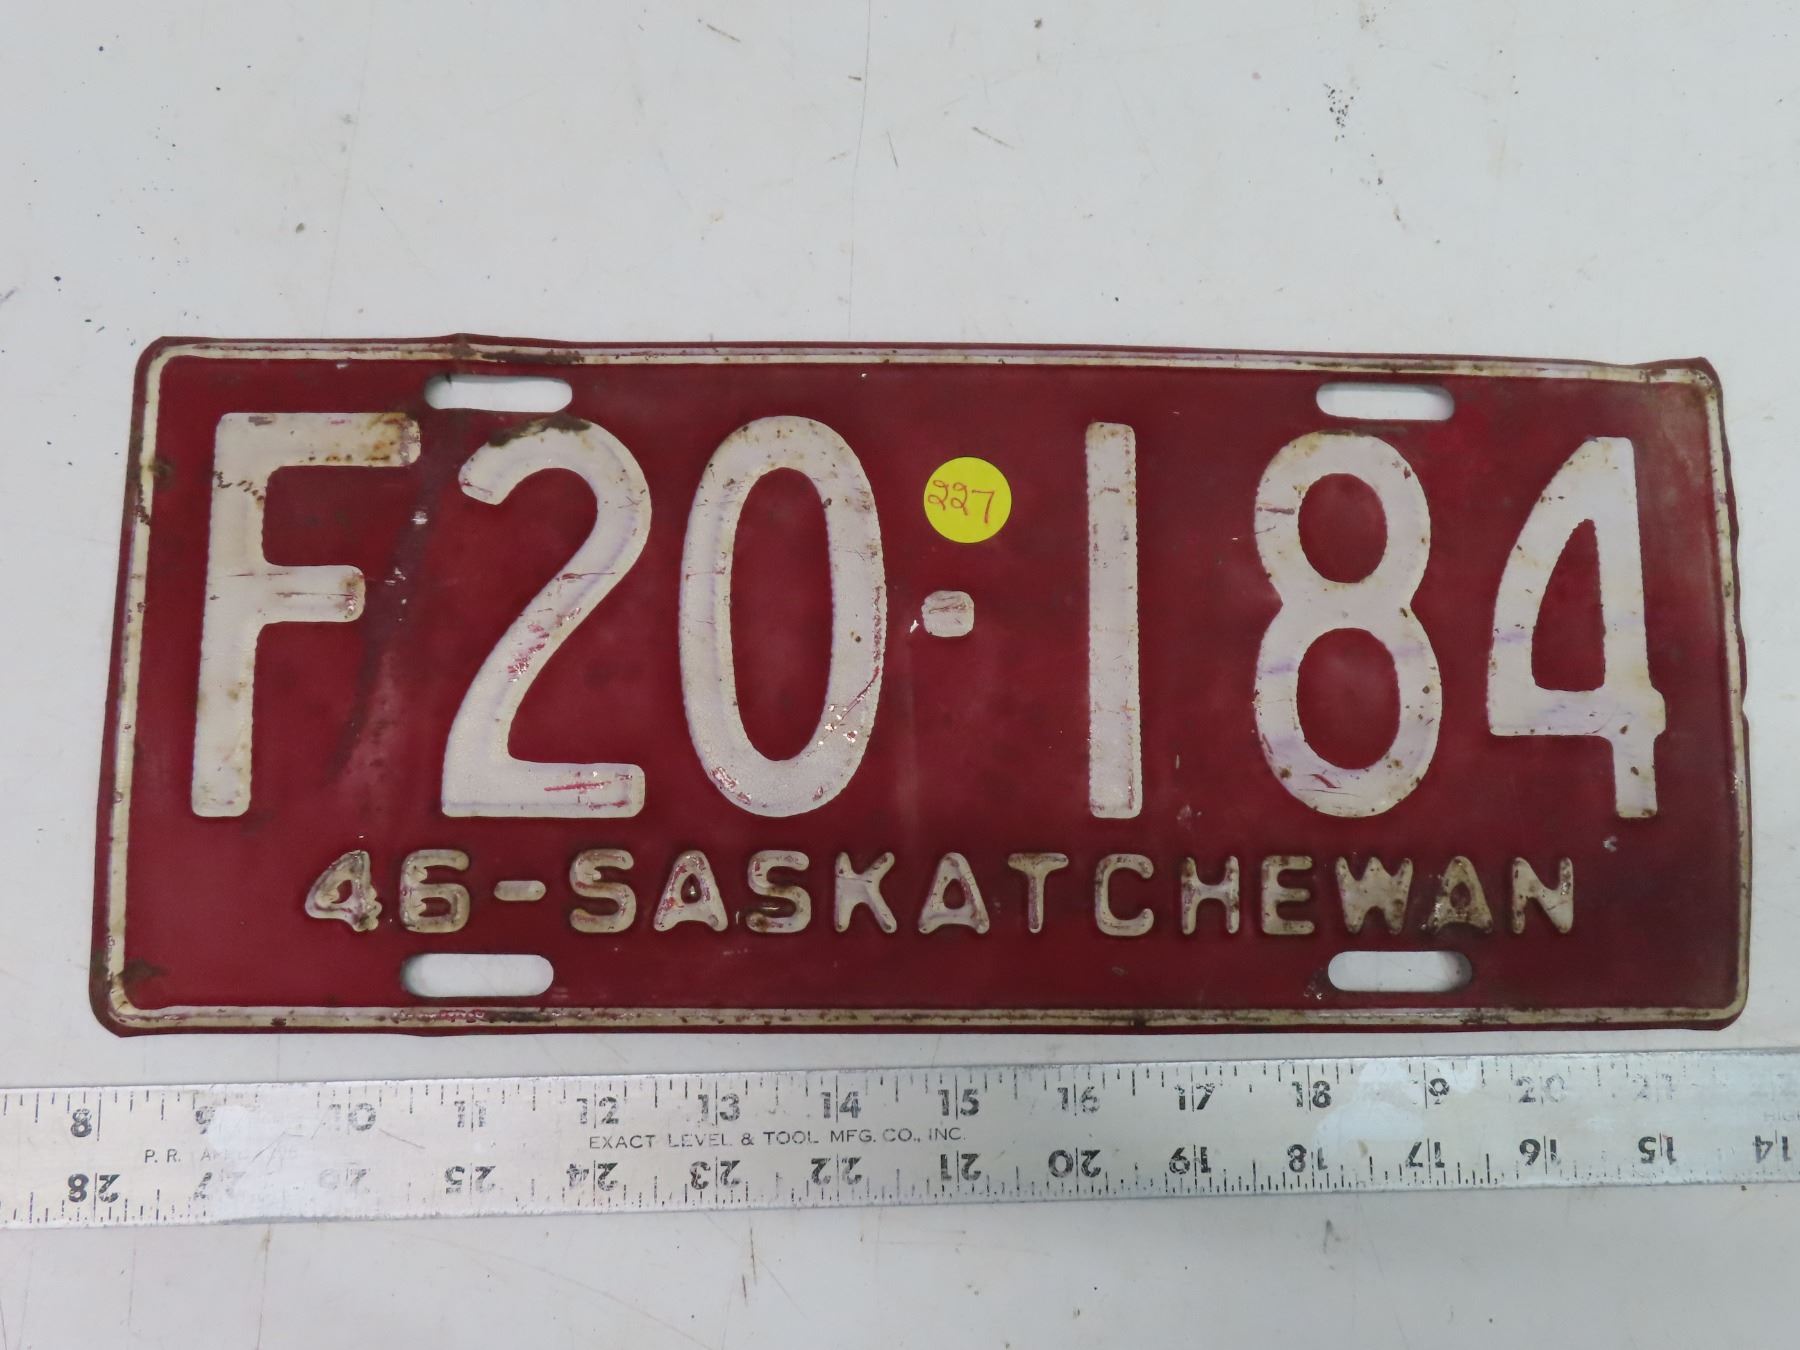 F20-184
227
46-SASKATCHEWAN
8 9 10 11 12 13 14 15 16 17 18 19 20 21
EXACT LEVEL & TOOL MFG. CO., INC.
P. R.
28 27 26 25 24 23 22 21 20 19 18 17 16 15 14